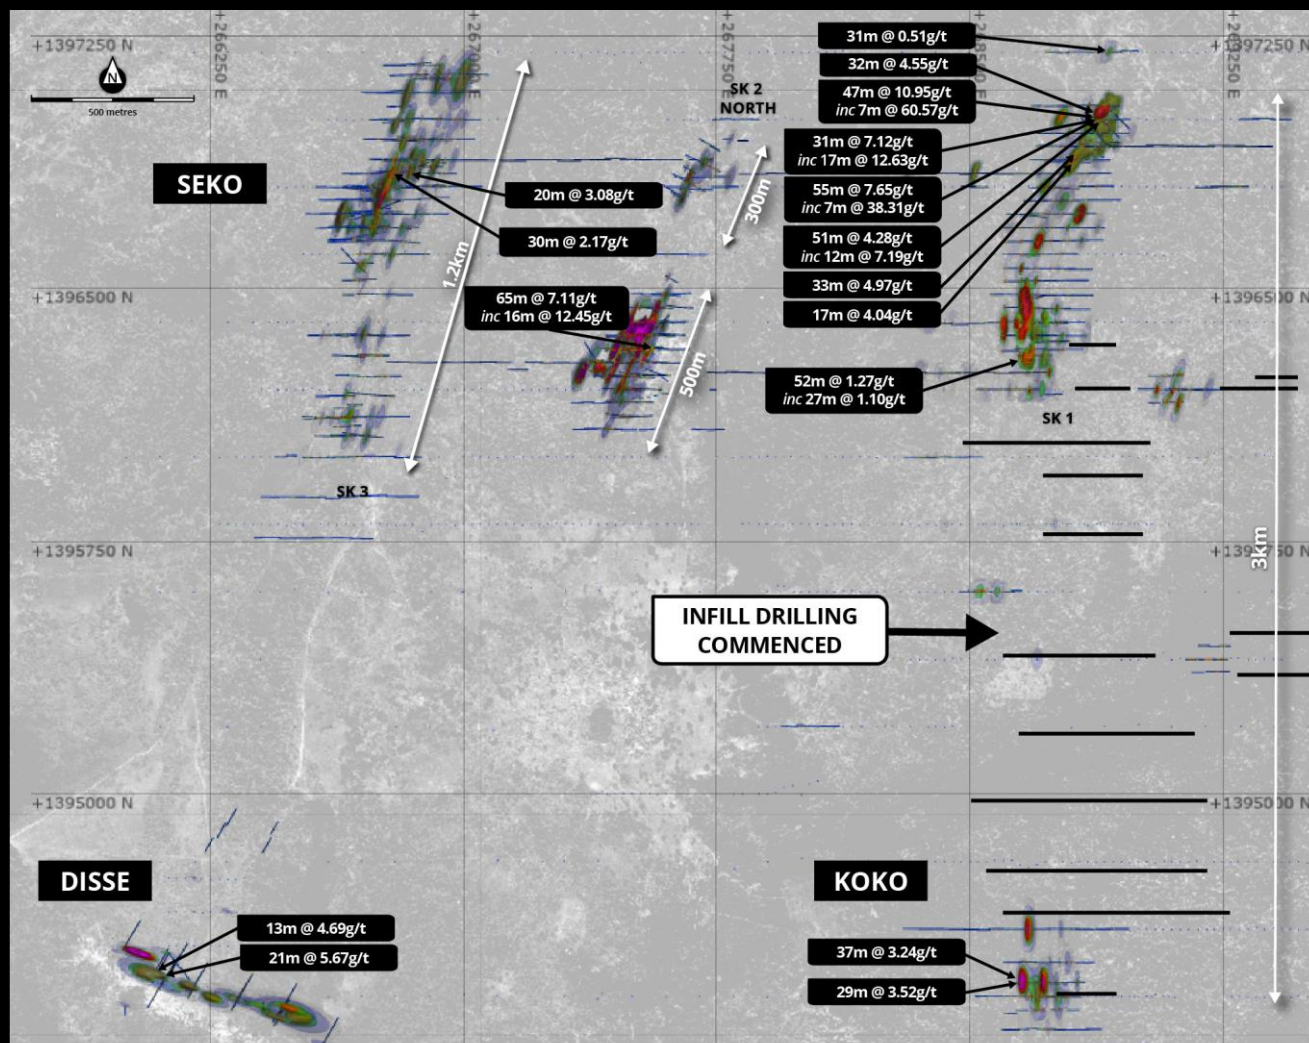 +1397250 N
+266250 E
+267000 E
+267750 E
+268500 E
+269250 E
+1397250 N
N
500 metres
SEKO
SK 2
NORTH
31m @ 0.51g/t
32m @ 4.55g/t
47m @ 10.95g/t
inc 7m @ 60.57g/t
31m @ 7.12g/t
inc 17m @ 12.63g/t
55m @ 7.65g/t
inc 7m @ 38.31g/t
51m @ 4.28g/t
inc 12m @ 7.19g/t
33m @ 4.97g/t
17m @ 4.04g/t
20m @ 3.08g/t
30m @ 2.17g/t
300m
1.2km
+1396500 N
+1396500 N
65m @ 7.11g/t
inc 16m @ 12.45g/t
500m
52m @ 1.27g/t
inc 27m @ 1.10g/t
SK 1
SK 3
+1395750 N
+1395750 N
3km
INFILL DRILLING
COMMENCED
+1395000 N
+1395000 N
DISSE
KOKO
13m @ 4.69g/t
21m @ 5.67g/t
37m @ 3.24g/t
29m @ 3.52g/t